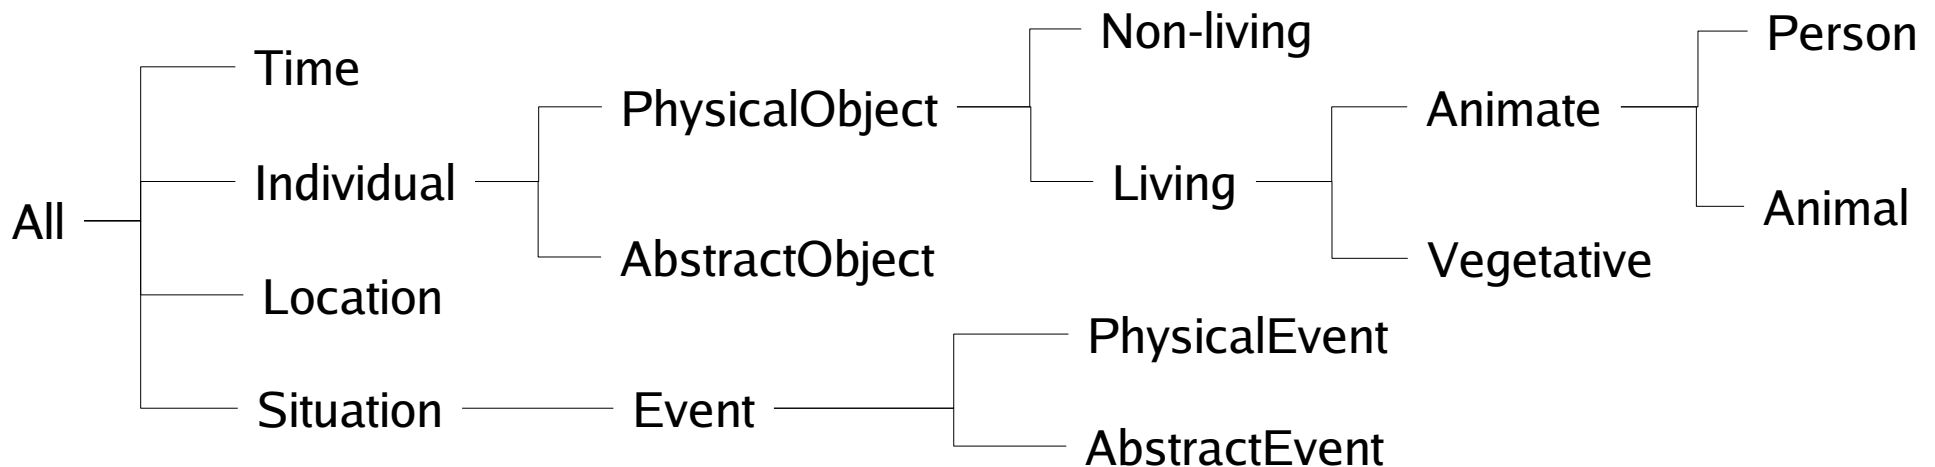 All
Time
Individual
Location
Situation
PhysicalObject
AbstractObject
Event
Non-living
Living
PhysicalEvent
AbstractEvent
Animate
Vegetative
Person
Animal